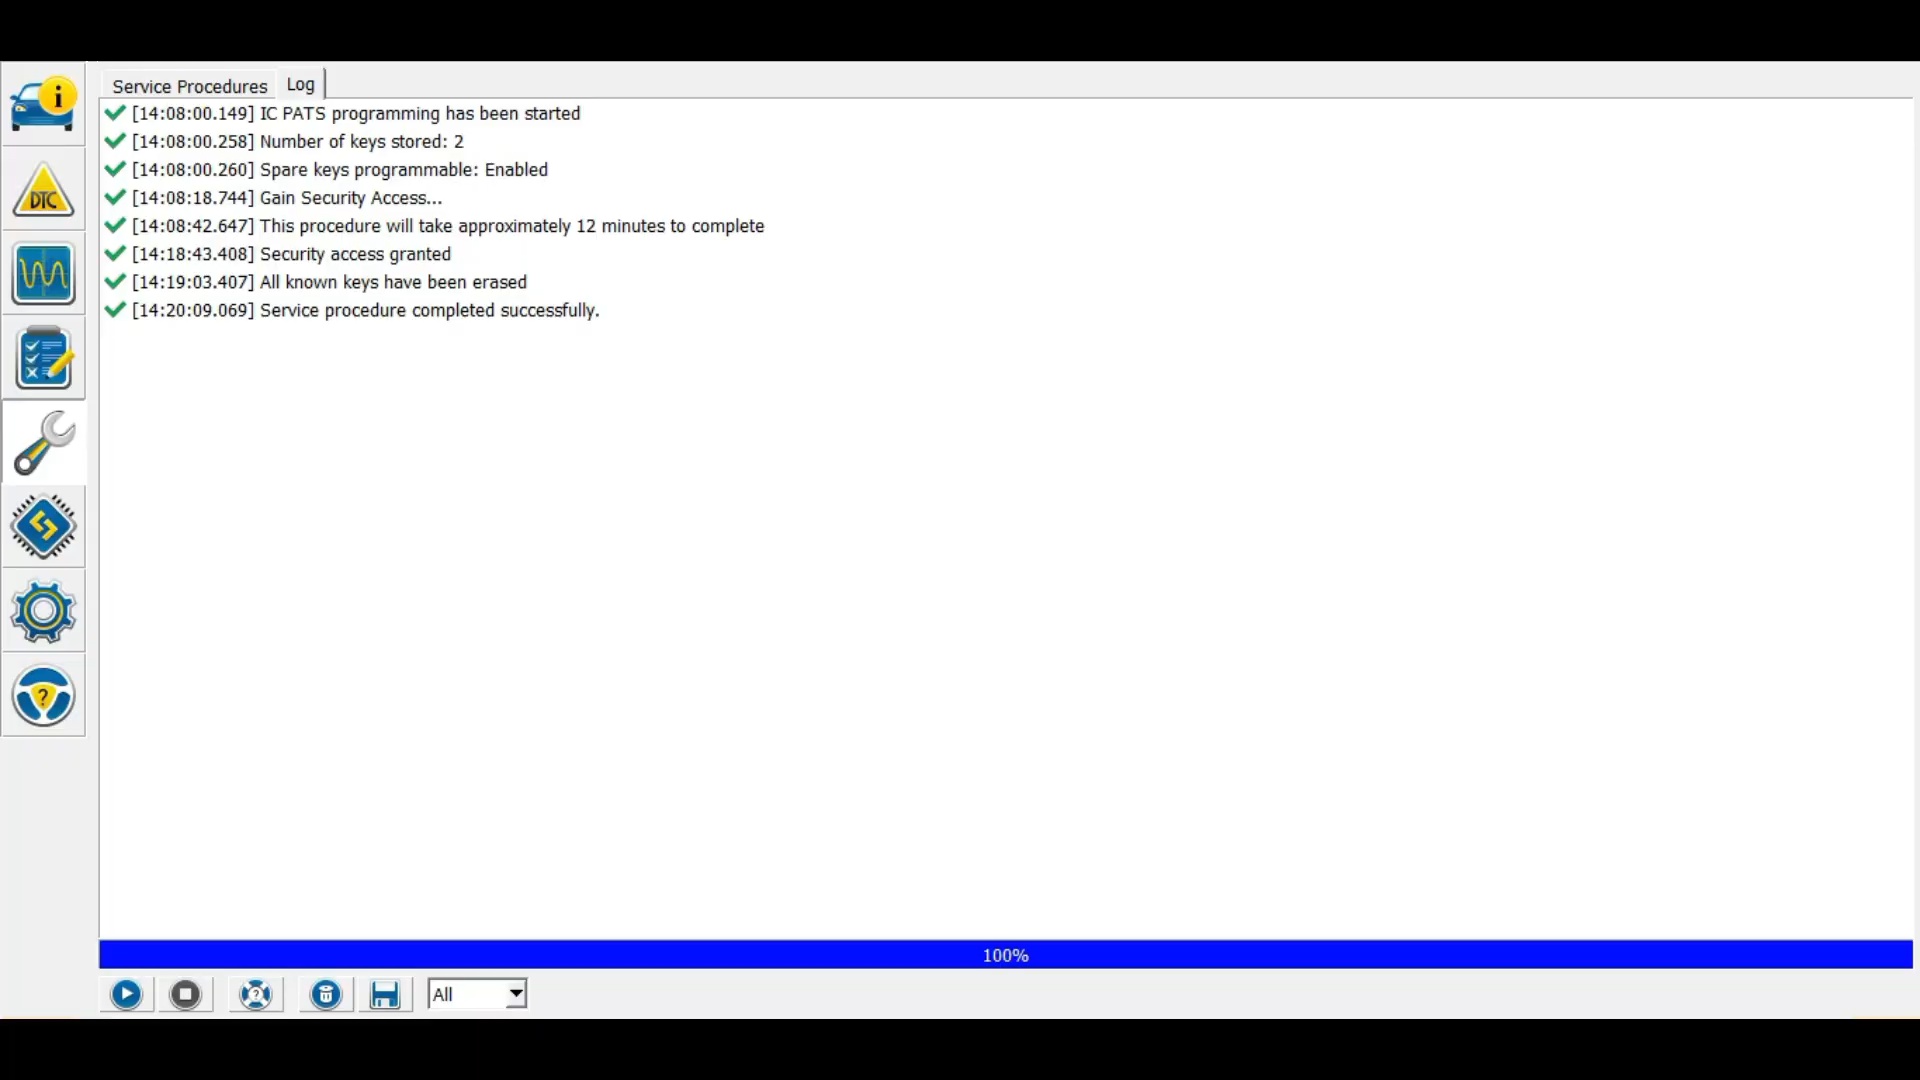 Service Procedures
Log
[14:08:00.149] IC PATS programming has been started
[14:08:00.258] Number of keys stored: 2
[14:08:00.260] Spare keys programmable: Enabled
[14:08:18.744] Gain Security Access...
[14:08:42.647] This procedure will take approximately 12 minutes to complete
[14:18:43.408] Security access granted
[14:19:03.407] All known keys have been erased
[14:20:09.069] Service procedure completed successfully.
i
DTC
?
100%
?
All